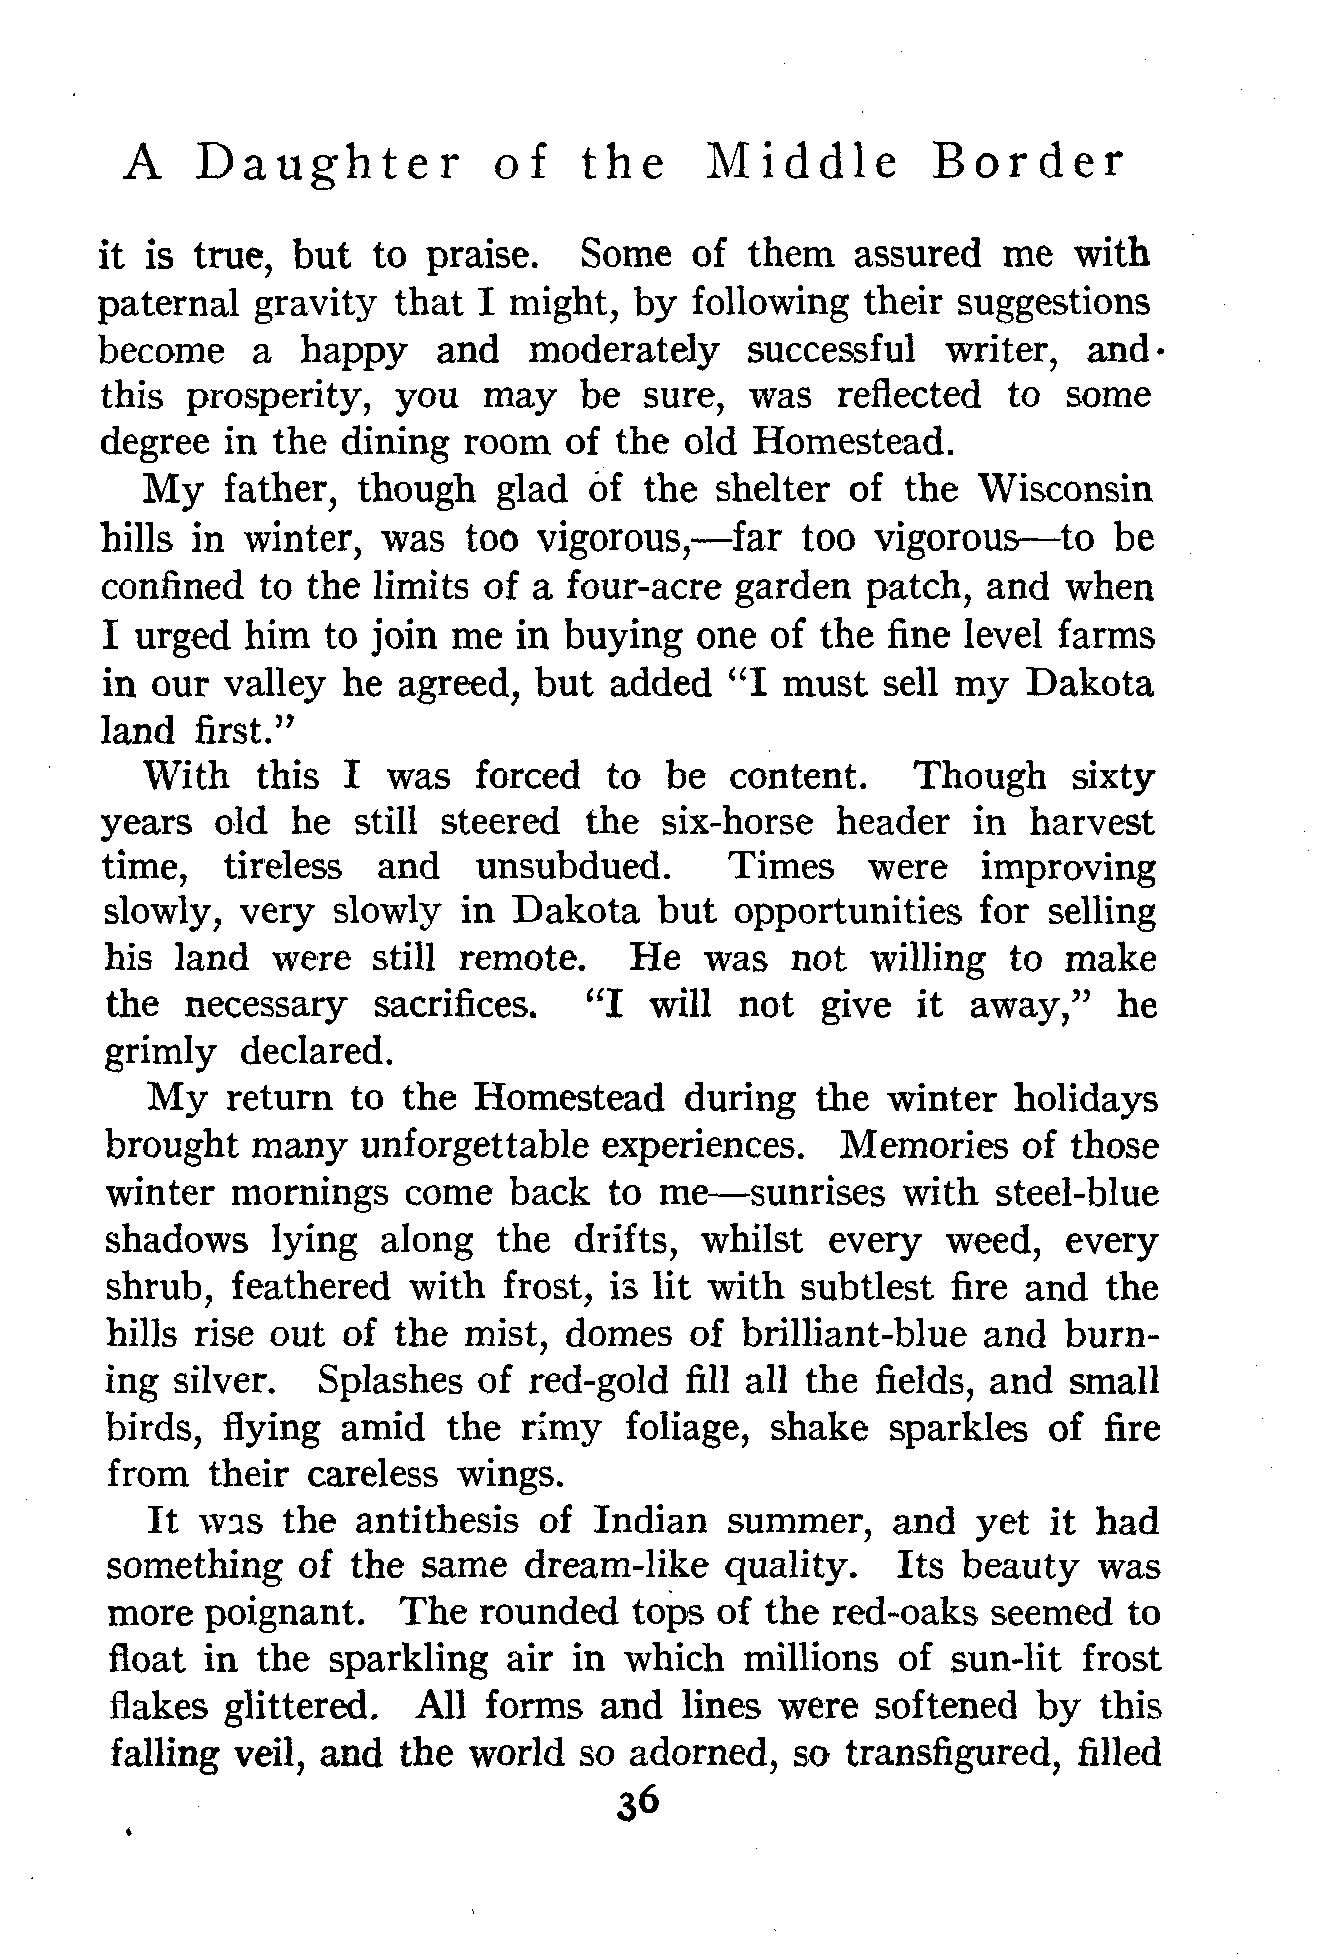 A Daughter of the Middle Border
it is true, but to praise. Some of them assured me with
paternal gravity that I might, by following their suggestions
become a happy and moderately successful writer, and
this prosperity, you may be sure, was reflected to some
degree in the dining room of the old Homestead.
My father, though glad of the shelter of the Wisconsin
hills in winter, was too vigorous,—far too vigorous—to be
confined to the limits of a four-acre garden patch, and when
I urged him to join me in buying one of the fine level farms
in our valley he agreed, but added "I must sell my Dakota
land first."
With this I was forced to be content. Though sixty
years old he still steered the six-horse header in harvest
time, tireless and unsubdued. Times were improving
slowly, very slowly in Dakota but opportunities for selling
his land were still remote. He was not willing to make
the necessary sacrifices. "I will not give it away," he
grimly declared.
My return to the Homestead during the winter holidays
brought many unforgettable experiences. Memories of those
winter mornings come back to me—sunrises with steel-blue
shadows lying along the drifts, whilst every weed, every
shrub, feathered with frost, is lit with subtlest fire and the
hills rise out of the mist, domes of brilliant-blue and burn-
ing silver. Splashes of red-gold fill all the fields, and small
birds, flying amid the rimy foliage, shake sparkles of fire
from their careless wings.
It was the antithesis of Indian summer, and yet it had
something of the same dream-like quality. Its beauty was
more poignant. The rounded tops of the red-oaks seemed to
float in the sparkling air in which millions of sun-lit frost
flakes glittered. All forms and lines were softened by this
falling veil, and the world so adorned, so transfigured, filled
36